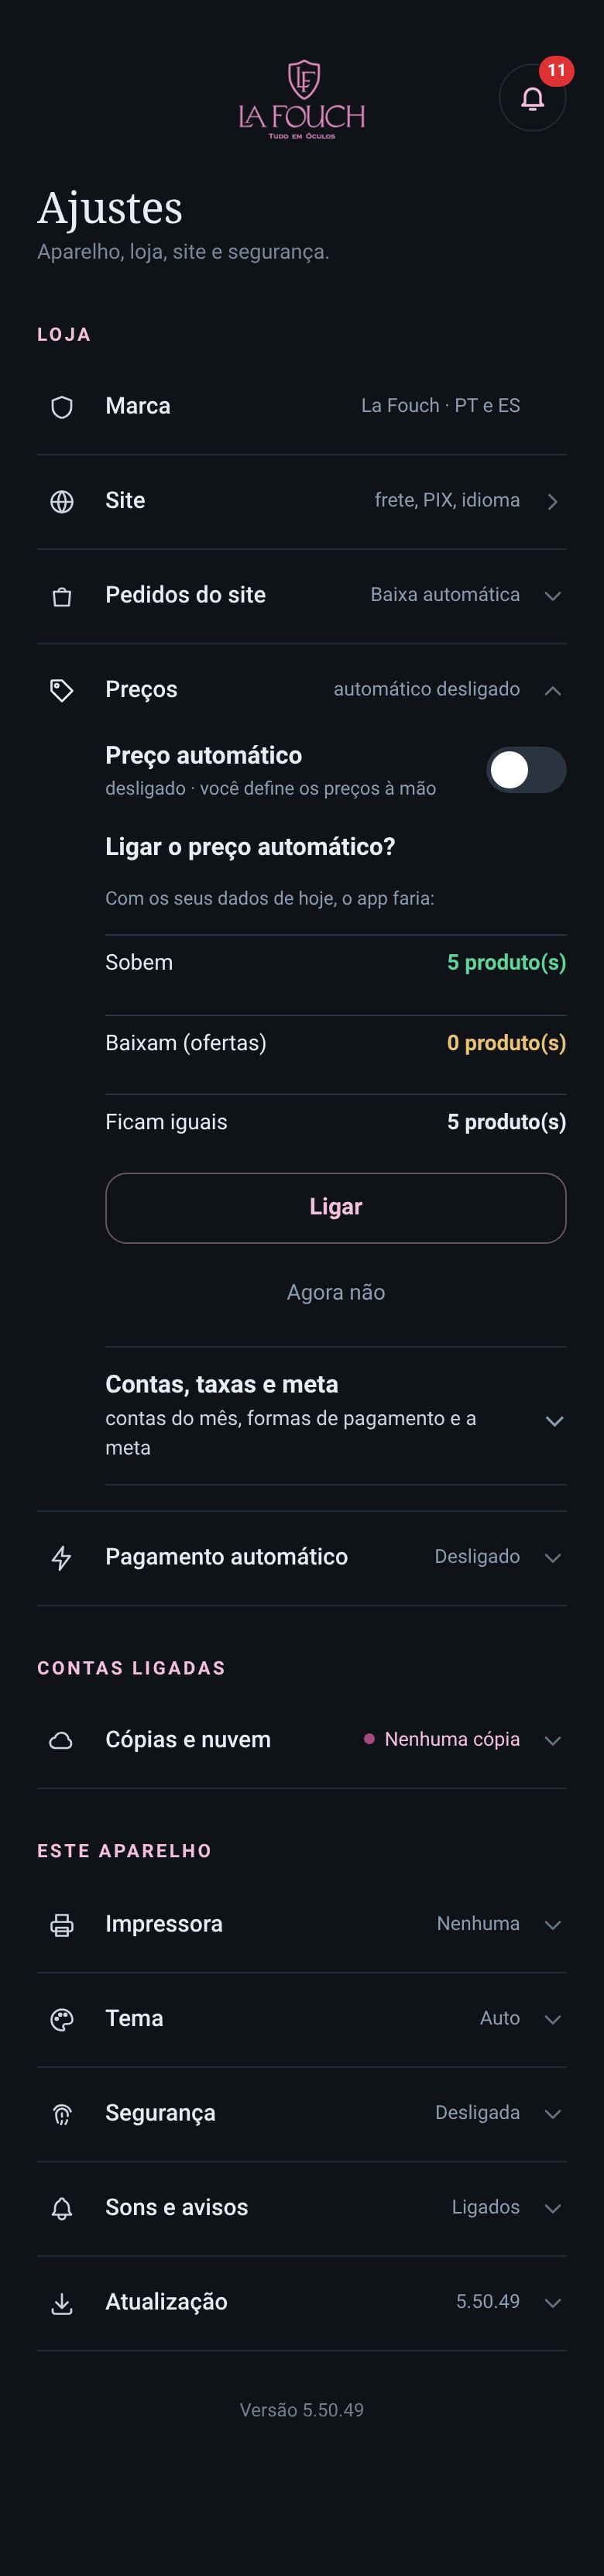 LF
LA FOUCH
Tudo em Óculos
11
Ajustes
Aparelho, loja, site e segurança.
LOJA
Marca La Fouch · PT e ES
Site frete, PIX, idioma
Pedidos do site Baixa automática
Preços automático desligado
Preço automático
desligado · você define os preços à mão
Ligar o preço automático?
Com os seus dados de hoje, o app faria:
Sobem 5 produto(s)
Baixam (ofertas) 0 produto(s)
Ficam iguais 5 produto(s)
Ligar
Agora não
Contas, taxas e meta
contas do mês, formas de pagamento e a
meta
Pagamento automático Desligado
CONTAS LIGADAS
Cópias e nuvem Nenhuma cópia
ESTE APARELHO
Impressora Nenhuma
Tema Auto
Segurança Desligada
Sons e avisos Ligados
Atualização 5.50.49
Versão 5.50.49